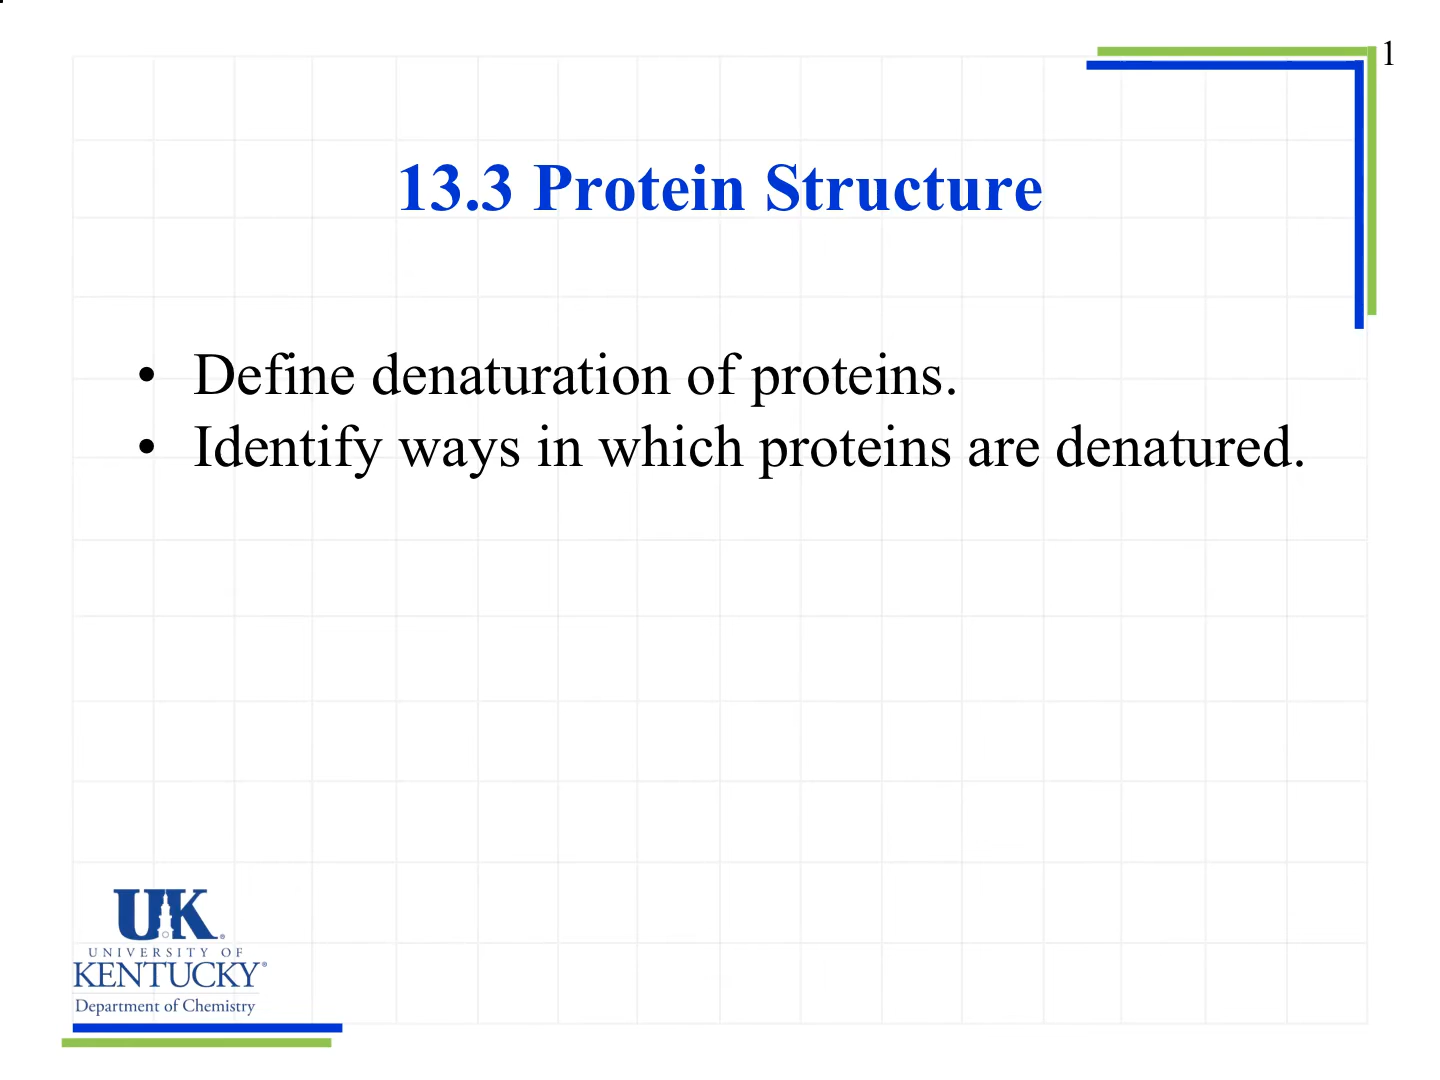 1
13.3 Protein Structure
• Define denaturation of proteins.
• Identify ways in which proteins are denatured.
UK
UNIVERSITY OF
KENTUCKY®
Department of Chemistry